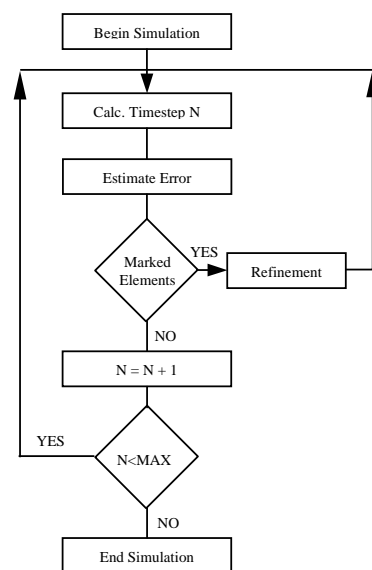 Begin Simulation
Calc. Timestep N
Estimate Error
Marked
Elements
YES
Refinement
NO
N = N + 1
YES
N<MAX
NO
End Simulation